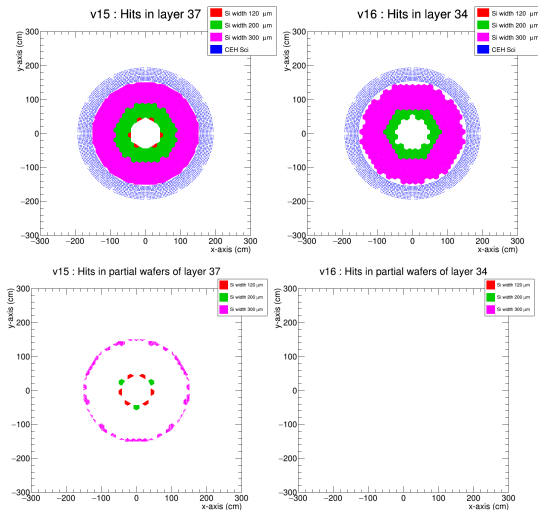 v15 : Hits in layer 37
Si width 120 μm
Si width 200 μm
Si width 300 μm
CEH Sci
y-axis (cm)
300
200
100
0
−100
−200
−300
−300 −200 −100 0 100 200 300
x-axis (cm)
v16 : Hits in layer 34
Si width 120 μm
Si width 200 μm
Si width 300 μm
CEH Sci
y-axis (cm)
300
200
100
0
−100
−200
−300
−300 −200 −100 0 100 200 300
x-axis (cm)
v15 : Hits in partial wafers of layer 37
Si width 120 μm
Si width 200 μm
Si width 300 μm
y-axis (cm)
300
200
100
0
−100
−200
−300
−300 −200 −100 0 100 200 300
x-axis (cm)
v16 : Hits in partial wafers of layer 34
Si width 120 μm
Si width 200 μm
Si width 300 μm
y-axis (cm)
300
200
100
0
−100
−200
−300
−300 −200 −100 0 100 200 300
x-axis (cm)